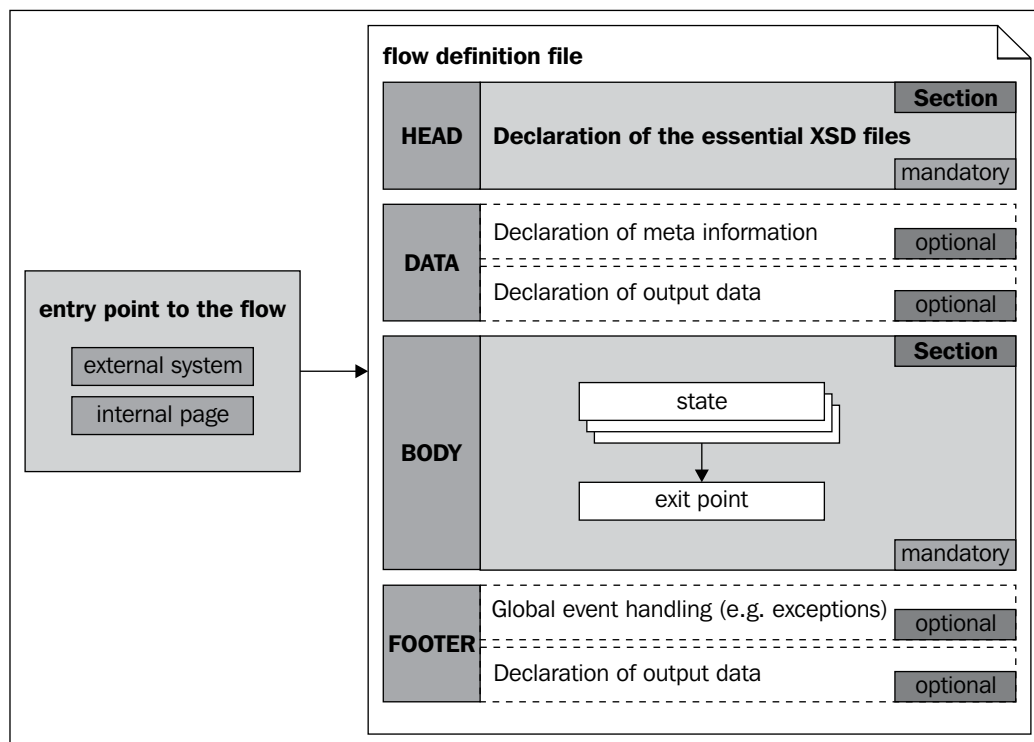 flow definition file
Section
HEAD
Declaration of the essential XSD files
mandatory
Declaration of meta information
optional
DATA
Declaration of output data
optional
entry point to the flow
external system
internal page
Section
state
BODY
exit point
mandatory
Global event handling (e.g. exceptions)
optional
FOOTER
Declaration of output data
optional